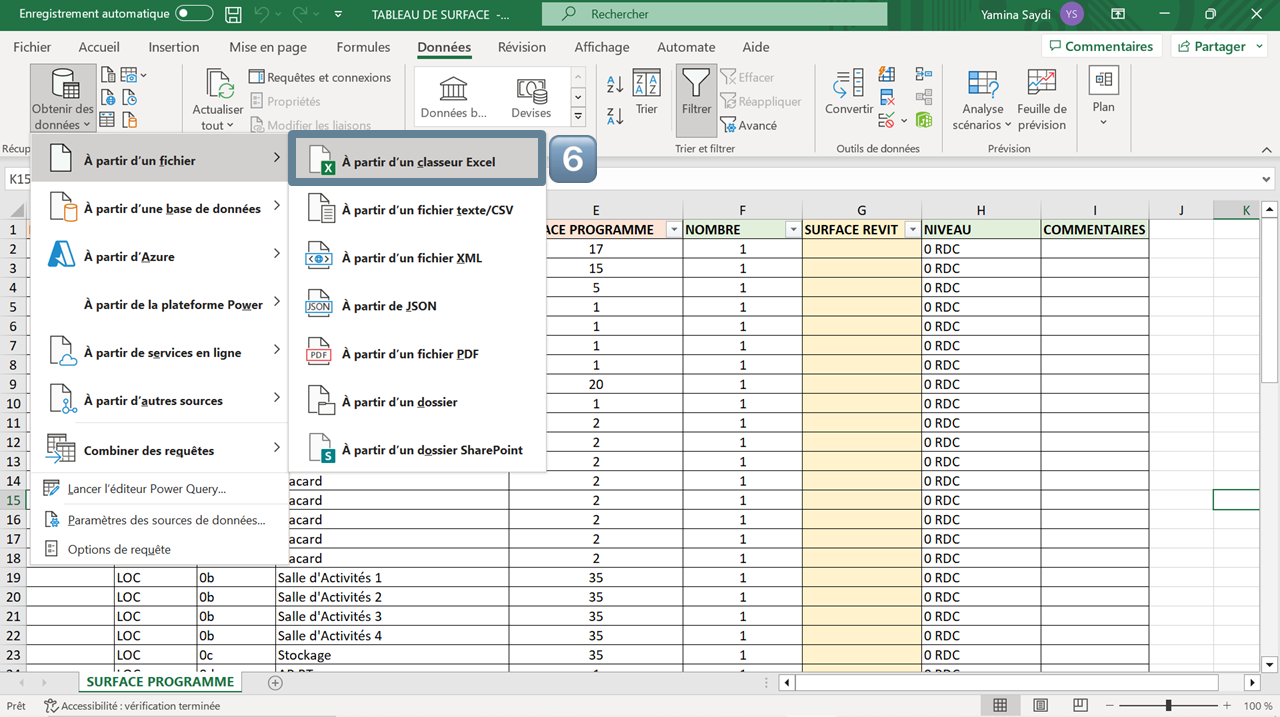 Enregistrement automatique
TABLEAU DE SURFACE -...
Rechercher
Yamina Saydi
YS
Fichier Accueil Insertion Mise en page Formules Données Révision Affichage Automate Aide
Commentaires
Partager
Obtenir des
données
Actualiser
tout
Requêtes et connexions
Propriétés
Modifier les liaisons
Données b...
Devises
Trier
Filtrer
Effacer
Réappliquer
Avancé
Trier et filtrer
Convertir
Outils de données
Analyse
scénarios
Feuille de
prévision
Prévision
Plan
Récup
K15
À partir d'un fichier
À partir d'une base de données
À partir d'Azure
À partir de la plateforme Power
À partir de services en ligne
À partir d'autres sources
Combiner des requêtes
Lancer l'éditeur Power Query...
Paramètres des sources de données...
Options de requête
À partir d'un classeur Excel
6
À partir d'un fichier texte/CSV
À partir d'un fichier XML
À partir de JSON
À partir d'un fichier PDF
À partir d'un dossier
À partir d'un dossier SharePoint
E F G H I J K
1 ACE PROGRAMME NOMBRE SURFACE REVIT NIVEAU COMMENTAIRES
2 17 1 0 RDC
3 15 1 0 RDC
4 5 1 0 RDC
5 1 1 0 RDC
6 1 1 0 RDC
7 1 1 0 RDC
8 1 1 0 RDC
9 20 1 0 RDC
10 1 1 0 RDC
11 2 1 0 RDC
12 2 1 0 RDC
13 2 1 0 RDC
14 acard 2 1 0 RDC
15 acard 2 1 0 RDC
16 acard 2 1 0 RDC
17 acard 2 1 0 RDC
18 acard 2 1 0 RDC
19 LOC 0b Salle d'Activités 1 35 1 0 RDC
20 LOC 0b Salle d'Activités 2 35 1 0 RDC
21 LOC 0b Salle d'Activités 3 35 1 0 RDC
22 LOC 0b Salle d'Activités 4 35 1 0 RDC
23 LOC 0c Stockage 35 1 0 RDC
SURFACE PROGRAMME
Prêt
Accessibilité : vérification terminée
100 %